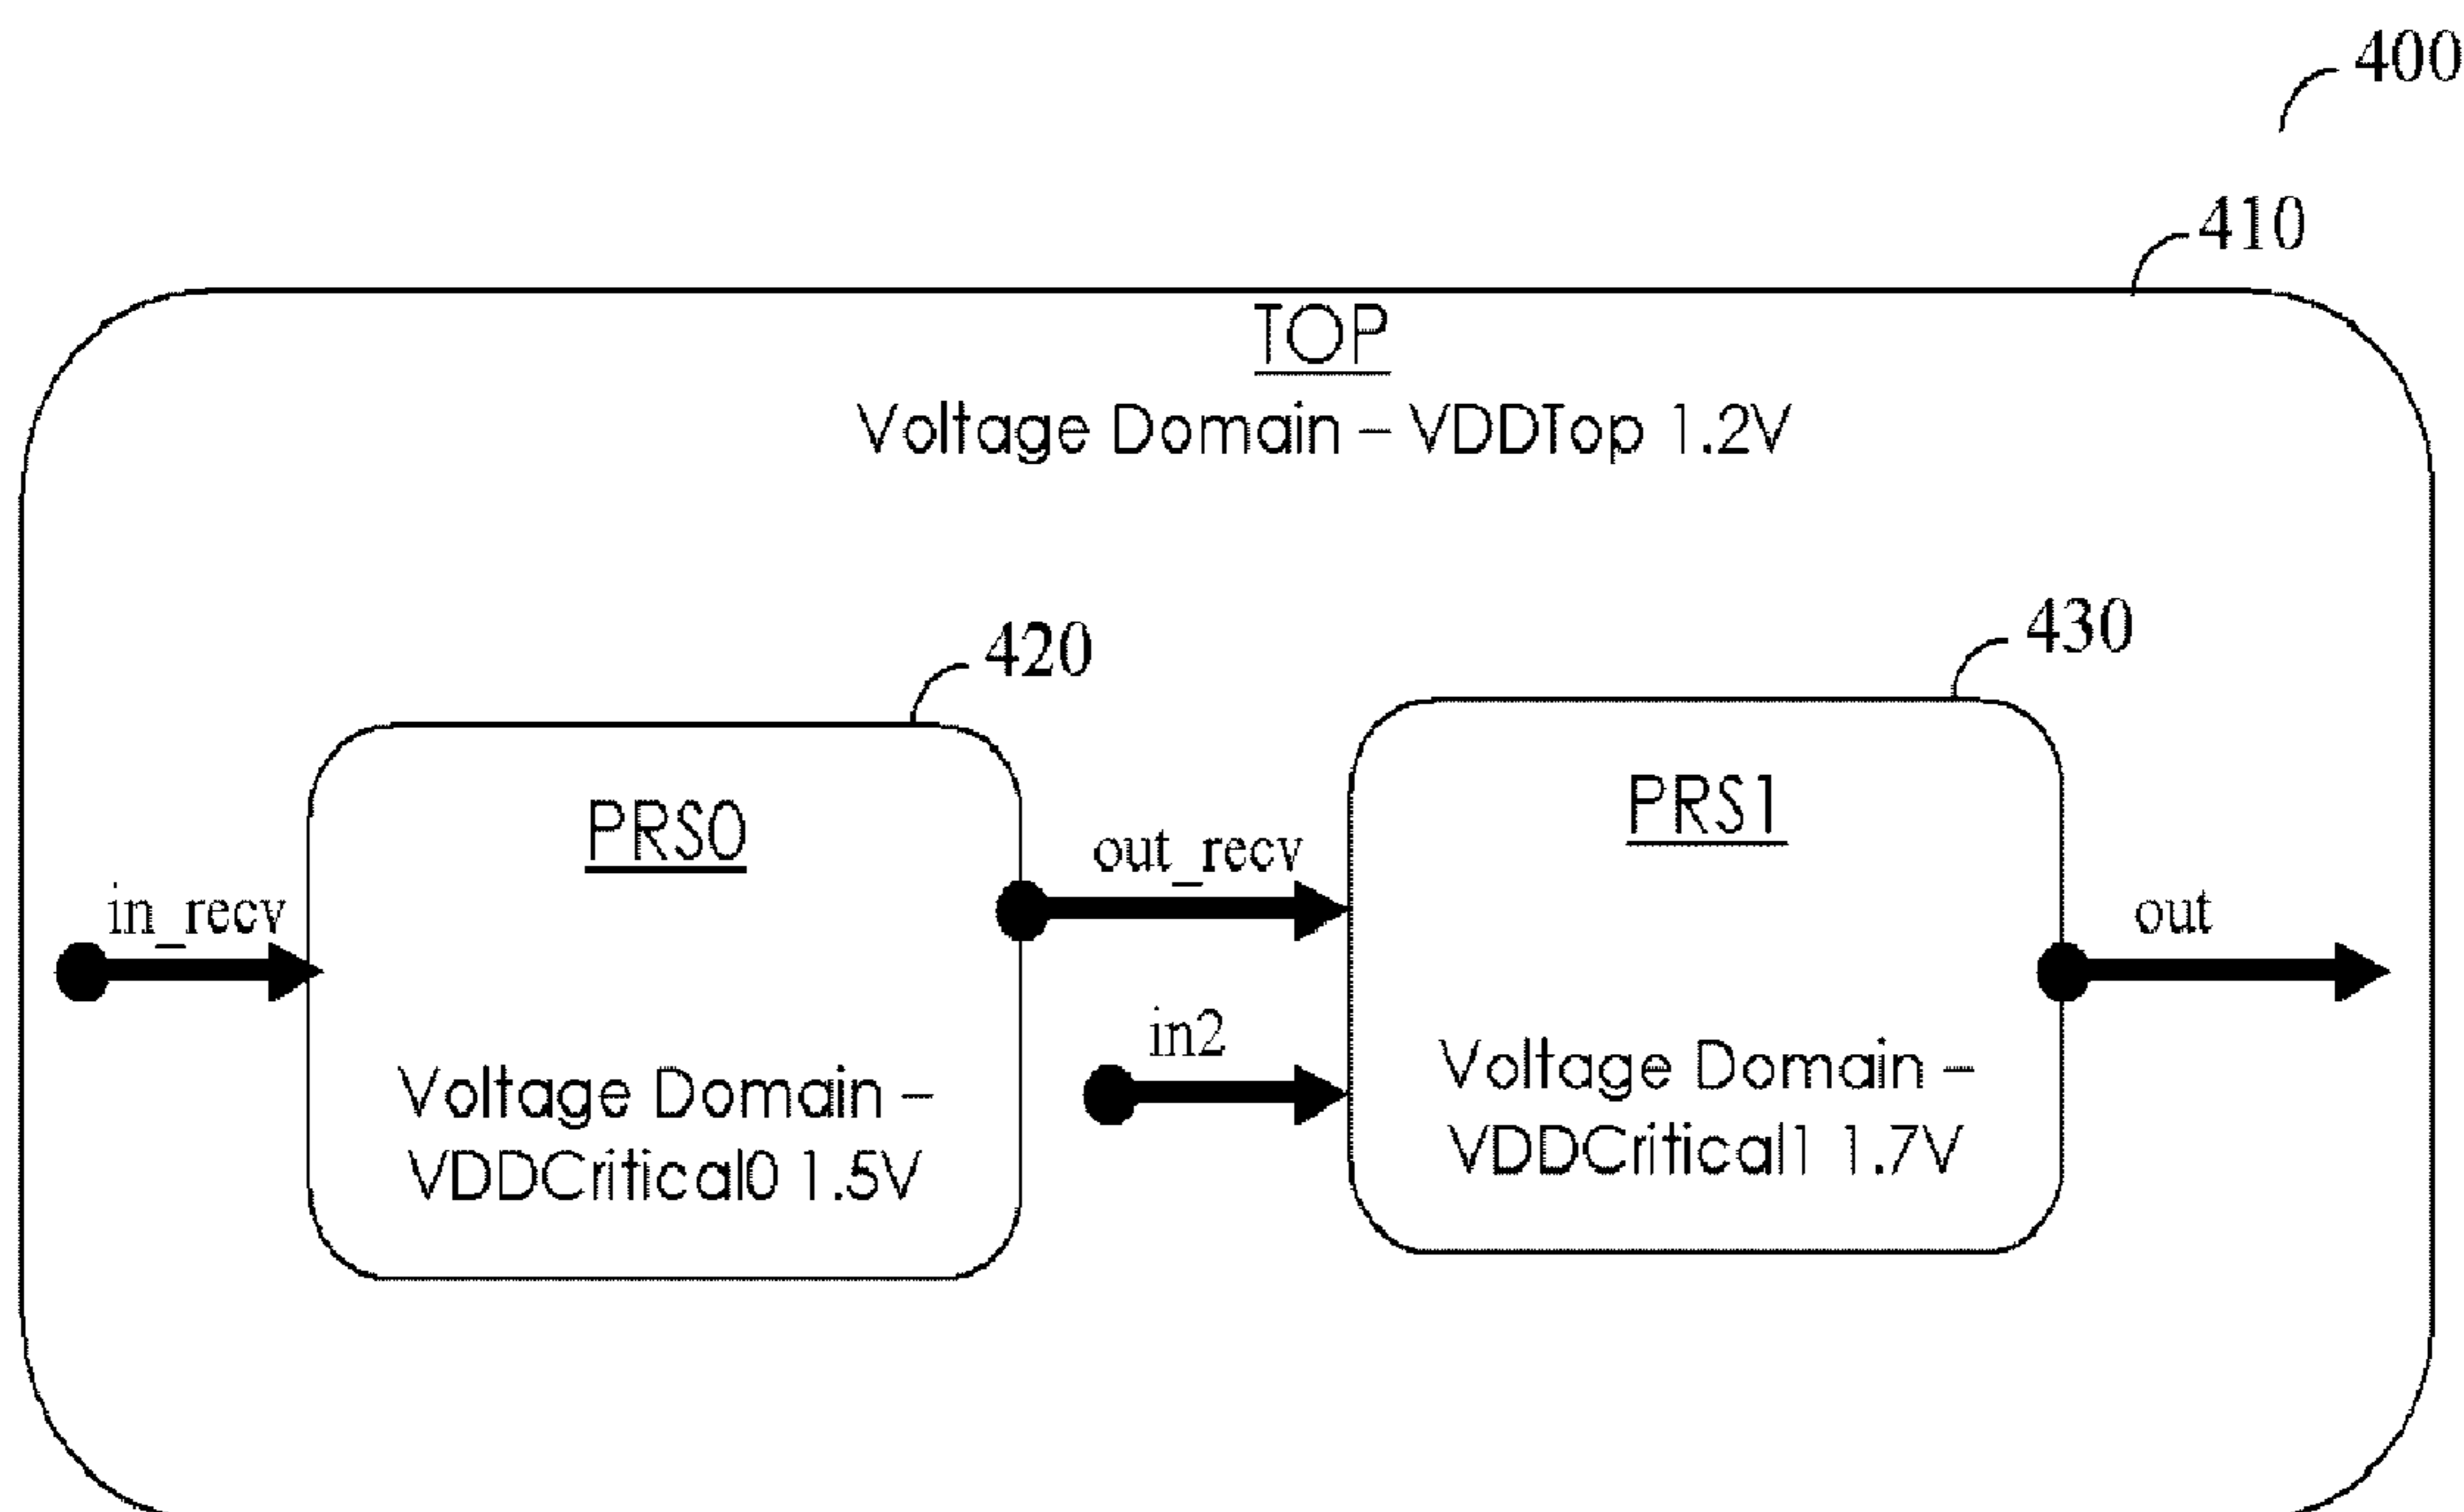 400
410
TOP
Voltage Domain – VDDTop 1.2V
420
430
PRS0
PRS1
in_recv
out_recv
out
in2
Voltage Domain –
VDDCritical0 1.5V
Voltage Domain –
VDDCritical1 1.7V